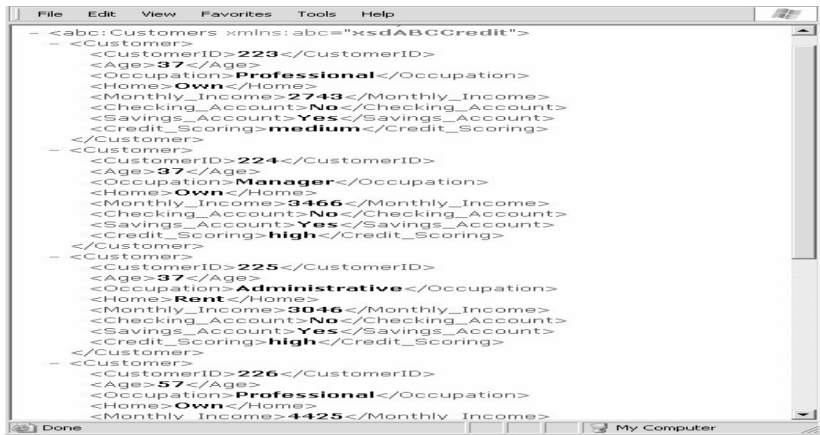 File Edit View Favorites Tools Help
- <abc:Customers xmlns:abc="xsdABCCredit">
- <Customer>
<CustomerID>223</CustomerID>
<Age>37</Age>
<Occupation>Professional</Occupation>
<Home>Own</Home>
<Monthly_Income>2743</Monthly_Income>
<Checking_Account>No</Checking_Account>
<Savings_Account>Yes</Savings_Account>
<Credit_Scoring>medium</Credit_Scoring>
</Customer>
- <Customer>
<CustomerID>224</CustomerID>
<Age>37</Age>
<Occupation>Manager</Occupation>
<Home>Own</Home>
<Monthly_Income>3466</Monthly_Income>
<Checking_Account>No</Checking_Account>
<Savings_Account>Yes</Savings_Account>
<Credit_Scoring>high</Credit_Scoring>
</Customer>
- <Customer>
<CustomerID>225</CustomerID>
<Age>37</Age>
<Occupation>Administrative</Occupation>
<Home>Rent</Home>
<Monthly_Income>3046</Monthly_Income>
<Checking_Account>No</Checking_Account>
<Savings_Account>Yes</Savings_Account>
<Credit_Scoring>high</Credit_Scoring>
</Customer>
- <Customer>
<CustomerID>226</CustomerID>
<Age>57</Age>
<Occupation>Professional</Occupation>
<Home>Own</Home>
<Monthly_Income>4425</Monthly_Income>
Done My Computer